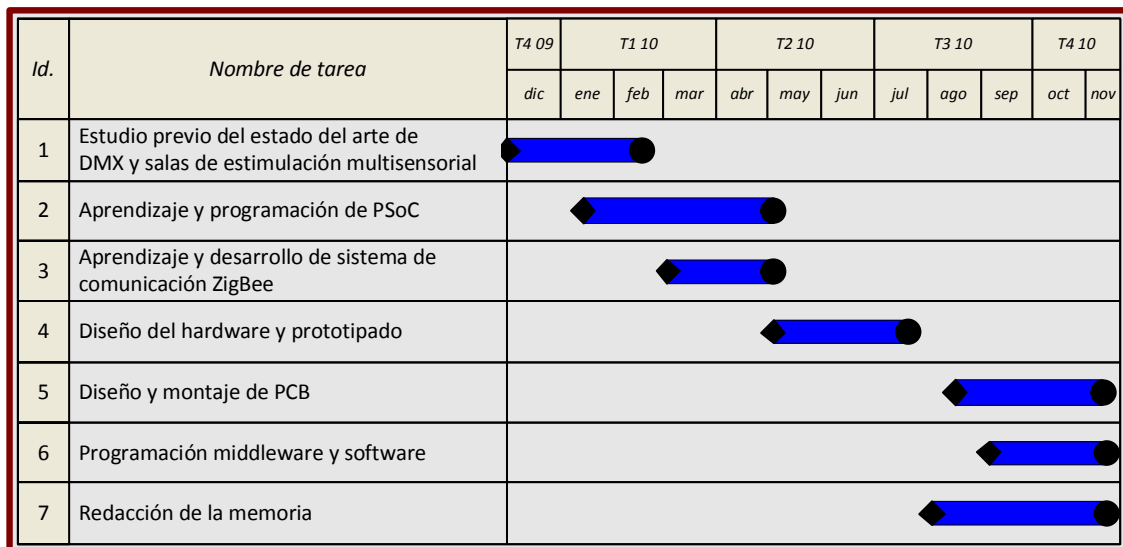 Id.
Nombre de tarea
T4 09
T1 10
T2 10
T3 10
T4 10
dic
ene
feb
mar
abr
may
jun
jul
ago
sep
oct
nov
1
Estudio previo del estado del arte de
DMX y salas de estimulación multisensorial
2
Aprendizaje y programación de PSoC
3
Aprendizaje y desarrollo de sistema de
comunicación ZigBee
4
Diseño del hardware y prototipado
5
Diseño y montaje de PCB
6
Programación middleware y software
7
Redacción de la memoria